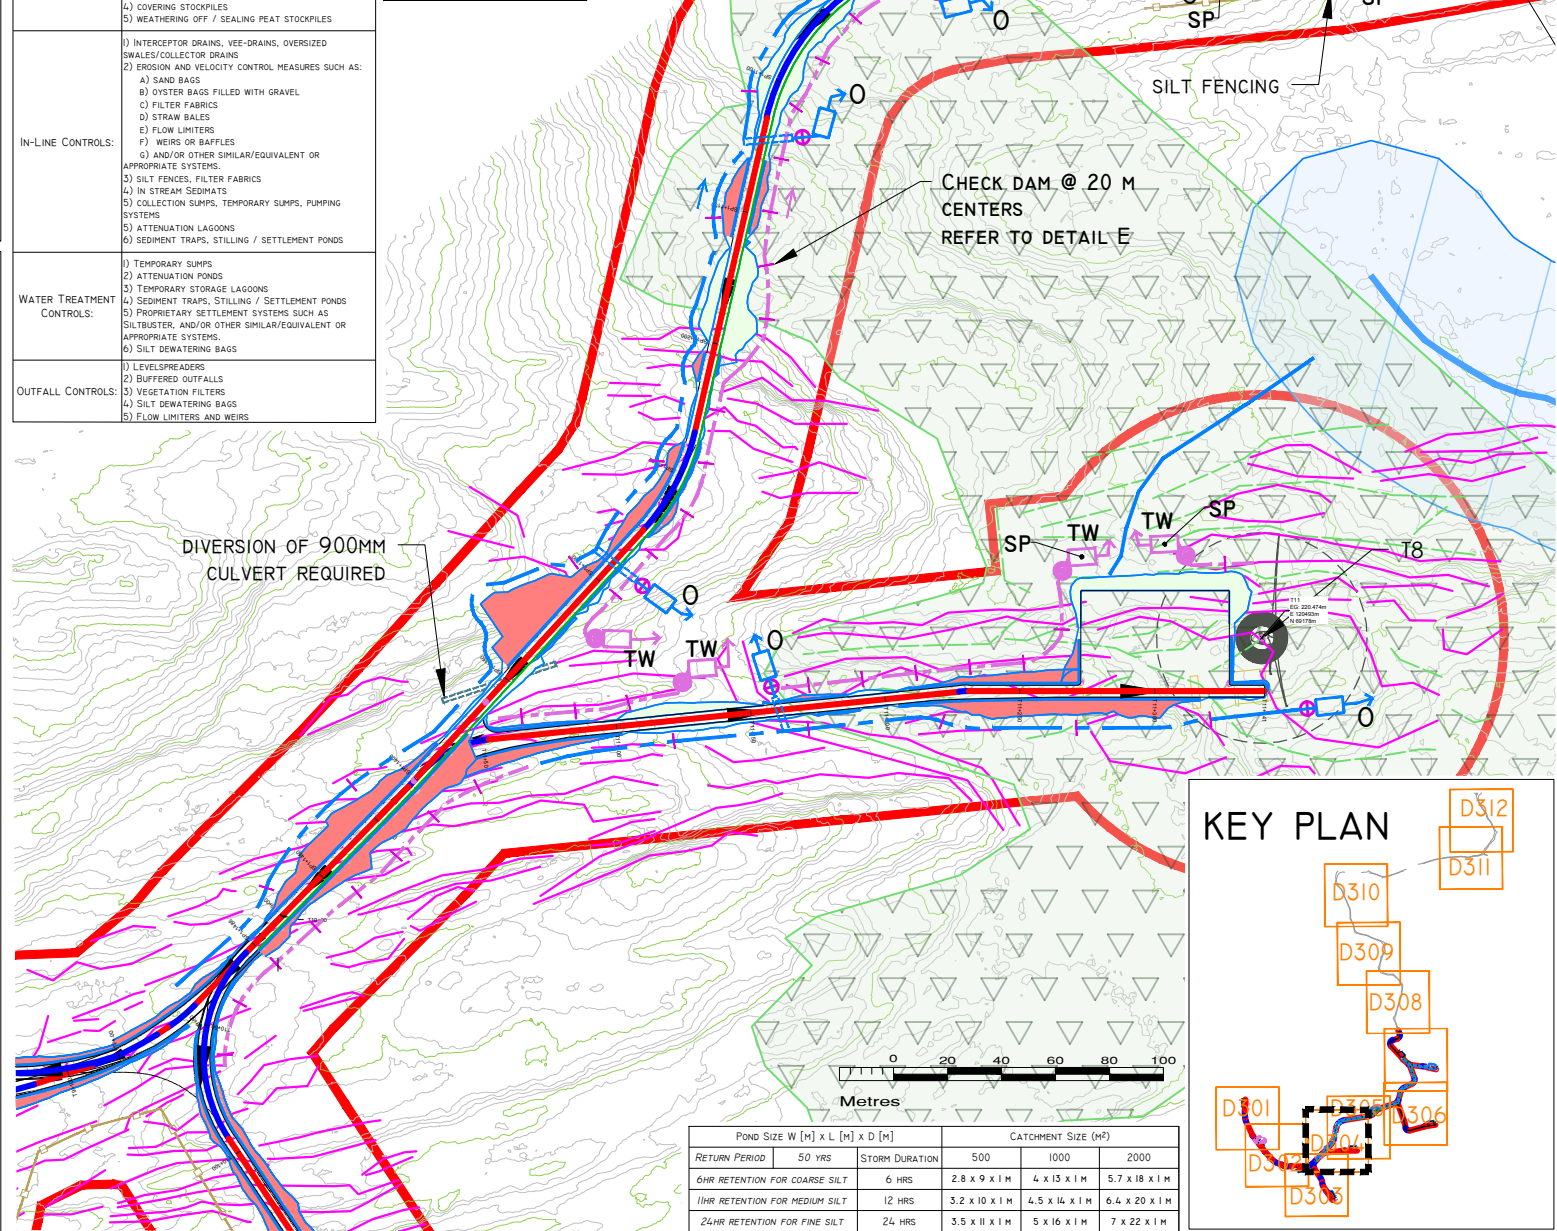 4) COVERING STOCKPILES
5) WEATHERING OFF / SEALING PEAT STOCKPILES
IN-LINE CONTROLS:
1) INTERCEPTOR DRAINS, VEE-DRAINS, OVERSIZED
SWALES/COLLECTOR DRAINS
2) EROSION AND VELOCITY CONTROL MEASURES SUCH AS:
A) SAND BAGS
B) OYSTER BAGS FILLED WITH GRAVEL
C) FILTER FABRICS
D) STRAW BALES
E) FLOW LIMITERS
F) WEIRS OR BAFFLES
G) AND/OR OTHER SIMILAR/EQUIVALENT OR
APPROPRIATE SYSTEMS.
3) SILT FENCES, FILTER FABRICS
4) IN STREAM SEDIMATS
5) COLLECTION SUMPS, TEMPORARY SUMPS, PUMPING
SYSTEMS
5) ATTENUATION LAGOONS
6) SEDIMENT TRAPS, STILLING / SETTLEMENT PONDS
WATER TREATMENT
CONTROLS:
1) TEMPORARY SUMPS
2) ATTENUATION PONDS
3) TEMPORARY STORAGE LAGOONS
4) SEDIMENT TRAPS, STILLING / SETTLEMENT PONDS
5) PROPRIETARY SETTLEMENT SYSTEMS SUCH AS
SILTBUSTER, AND/OR OTHER SIMILAR/EQUIVALENT OR
APPROPRIATE SYSTEMS.
6) SILT DEWATERING BAGS
OUTFALL CONTROLS:
1) LEVELSPREADERS
2) BUFFERED OUTFALLS
3) VEGETATION FILTERS
4) SILT DEWATERING BAGS
5) FLOW LIMITERS AND WEIRS
O
SP
SILT FENCING
O
CHECK DAM @ 20 M
CENTERS
REFER TO DETAIL E
SP
TW
TW
SP
T8
DIVERSION OF 900MM
CULVERT REQUIRED
T11
EG: 220.474m
E 120493m
N 69178m
O
TW
TW
O
O
KEY PLAN
D312
D311
D310
D309
D308
D306
D305
D301
D304
D302
D303
0 20 40 60 80 100
Metres
POND SIZE W [M] X L [M] X D [M] CATCHMENT SIZE (M²)
RETURN PERIOD 50 YRS STORM DURATION 500 1000 2000
6HR RETENTION FOR COARSE SILT 6 HRS 2.8 X 9 X 1 M 4 X 13 X 1 M 5.7 X 18 X 1 M
11HR RETENTION FOR MEDIUM SILT 12 HRS 3.2 X 10 X 1 M 4.5 X 14 X 1 M 6.4 X 20 X 1 M
24HR RETENTION FOR FINE SILT 24 HRS 3.5 X 11 X 1 M 5 X 16 X 1 M 7 X 22 X 1 M